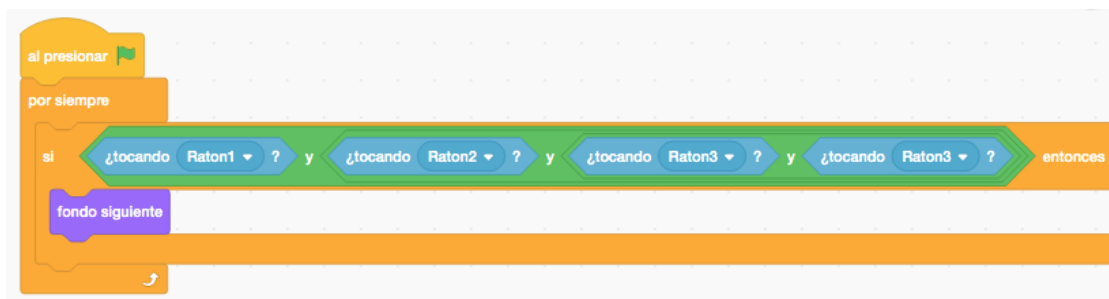 al presionar
por siempre
si ¿tocando Raton1 ? y ¿tocando Raton2 ? y ¿tocando Raton3 ? y ¿tocando Raton3 ? entonces
fondo siguiente